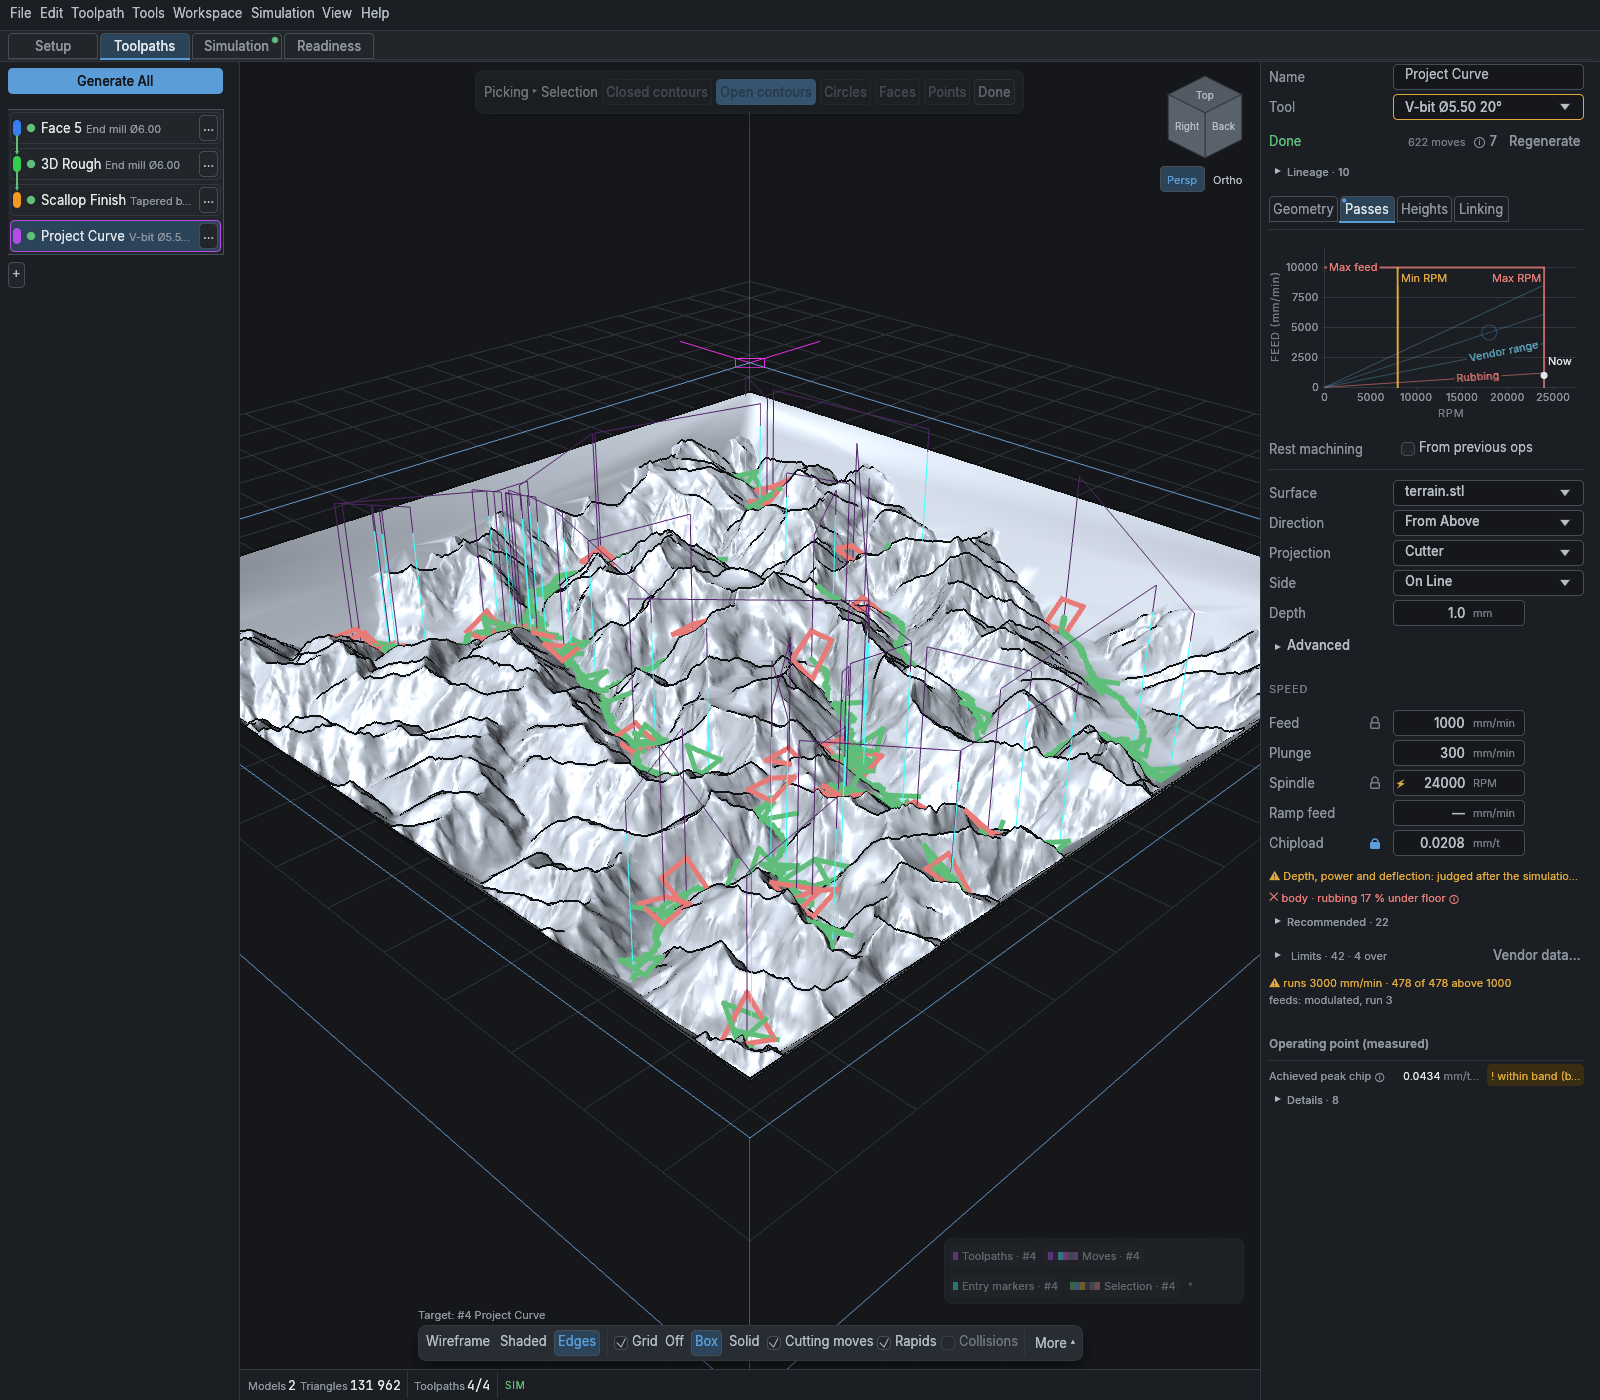 File Edit Toolpath Tools Workspace Simulation View Help
Setup Toolpaths Simulation Readiness
Generate All
Face 5 End mill Ø6.00 ...
3D Rough End mill Ø6.00 ...
Scallop Finish Tapered b... ...
Project Curve V-bit Ø5.5... ...
+
Picking ▸ Selection Closed contours Open contours Circles Faces Points Done
Top
Right Back
Persp Ortho
Name Project Curve
Tool V-bit Ø5.50 20°
Done 622 moves 7 Regenerate
Lineage · 10
Geometry Passes Heights Linking
FEED (mm/min)
10000
7500
5000
2500
0
Max feed
Min RPM
Max RPM
Vendor range
Now
Rubbing
0 5000 10000 15000 20000 25000
RPM
Rest machining From previous ops
Surface terrain.stl
Direction From Above
Projection Cutter
Side On Line
Depth 1.0 mm
Advanced
SPEED
Feed 1000 mm/min
Plunge 300 mm/min
Spindle 24000 RPM
Ramp feed — mm/min
Chipload 0.0208 mm/t
Depth, power and deflection: judged after the simulatio...
body · rubbing 17 % under floor
Recommended · 22
Limits · 42 · 4 over Vendor data...
runs 3000 mm/min · 478 of 478 above 1000
feeds: modulated, run 3
Operating point (measured)
Achieved peak chip 0.0434 mm/t... ! within band (b...
Details · 8
Toolpaths · #4 Moves · #4
Entry markers · #4 Selection · #4
Target: #4 Project Curve
Wireframe Shaded Edges Grid Off Box Solid Cutting moves Rapids Collisions More
Models 2 Triangles 131 962 Toolpaths 4/4 SIM